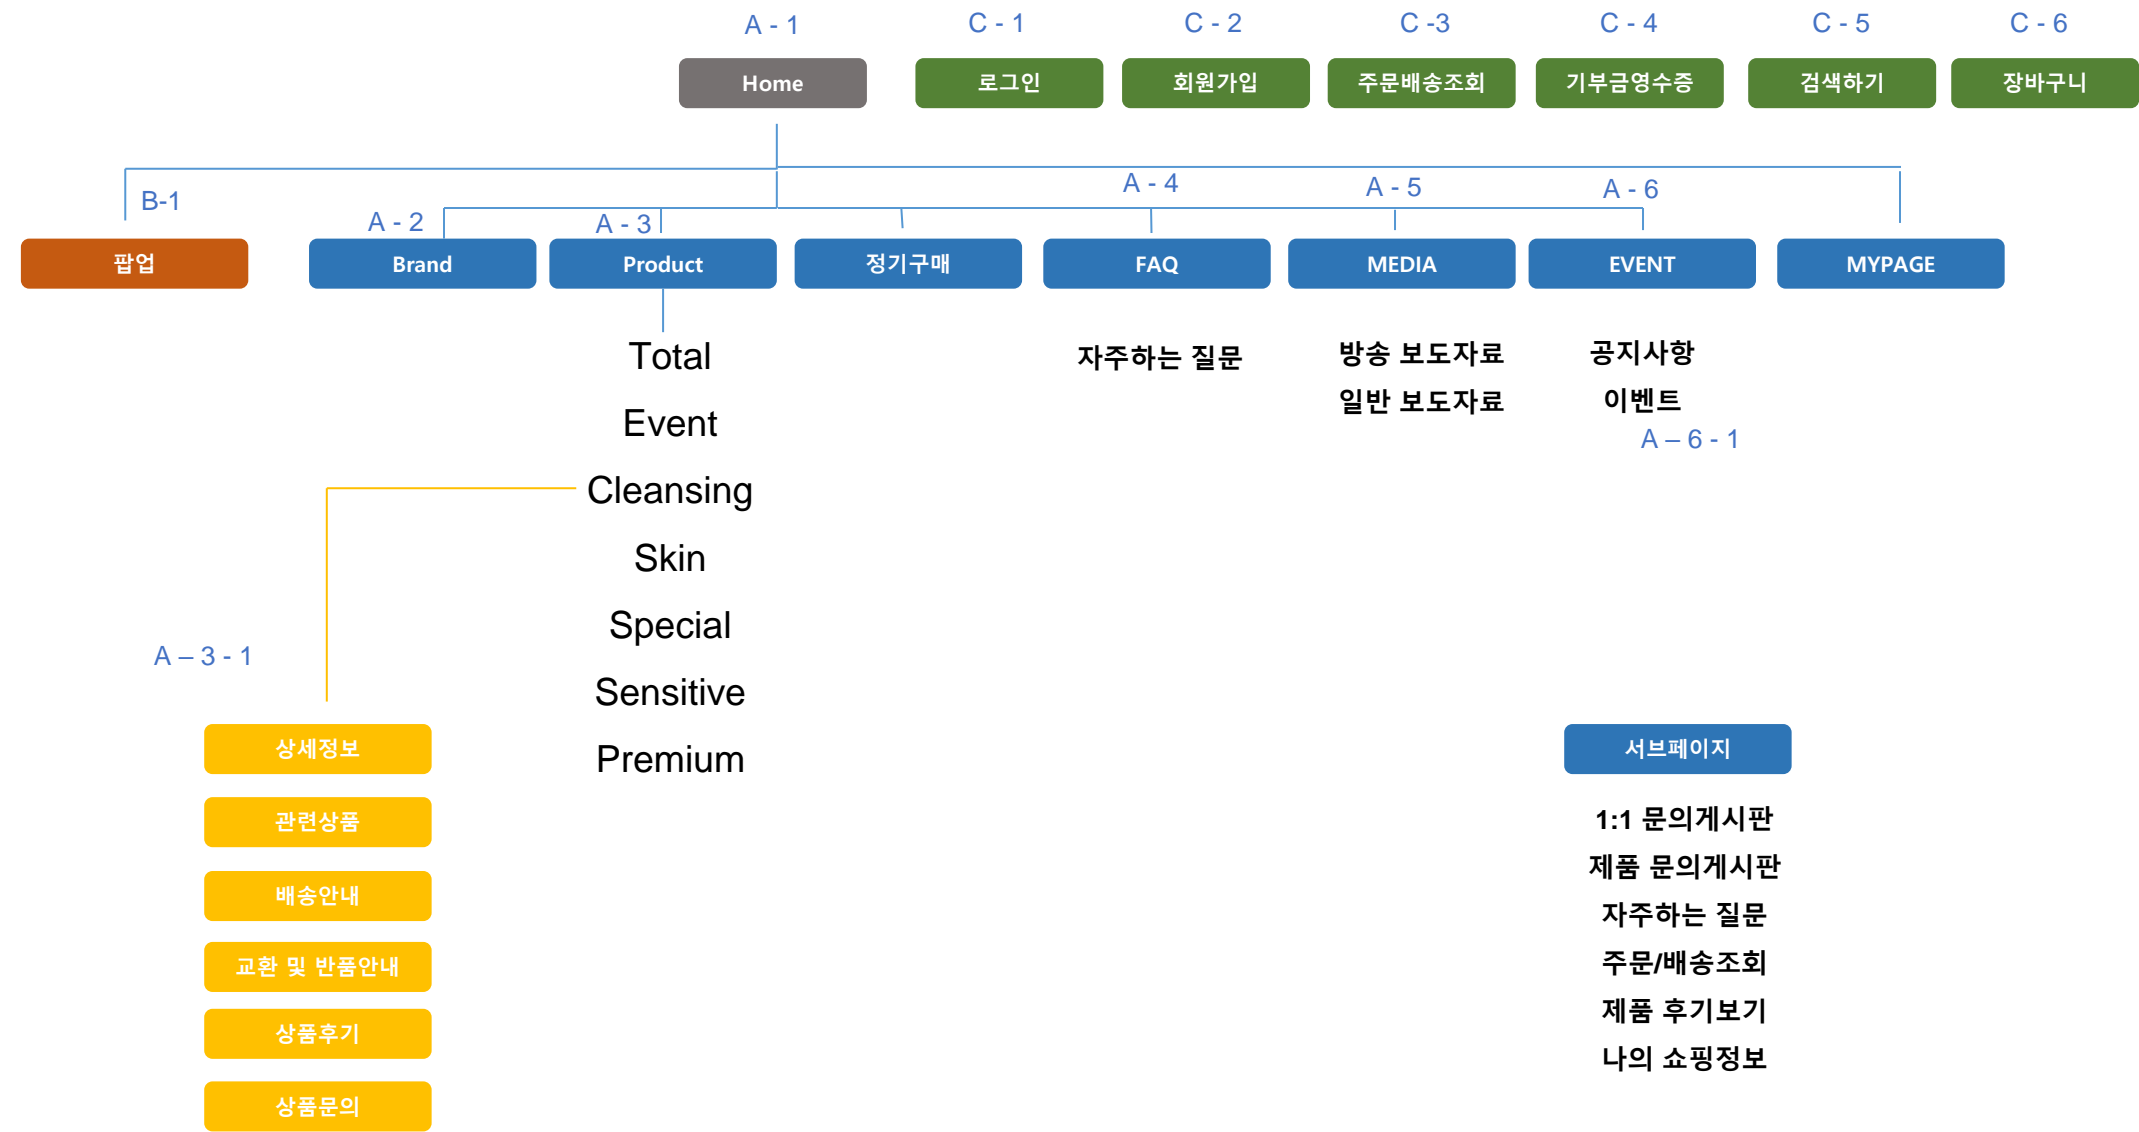 A - 1
C - 1
C - 2
C -3
C - 4
C - 5
C - 6
Home
로그인
회원가입
주문배송조회
기부금영수증
검색하기
장바구니
B-1
A - 2
A - 3
A - 4
A - 5
A - 6
팝업
Brand
Product
정기구매
FAQ
MEDIA
EVENT
MYPAGE
Total
Event
Cleansing
Skin
Special
Sensitive
Premium
자주하는 질문
방송 보도자료
일반 보도자료
공지사항
이벤트
A – 6 - 1
A – 3 - 1
상세정보
관련상품
배송안내
교환 및 반품안내
상품후기
상품문의
서브페이지
1:1 문의게시판
제품 문의게시판
자주하는 질문
주문/배송조회
제품 후기보기
나의 쇼핑정보